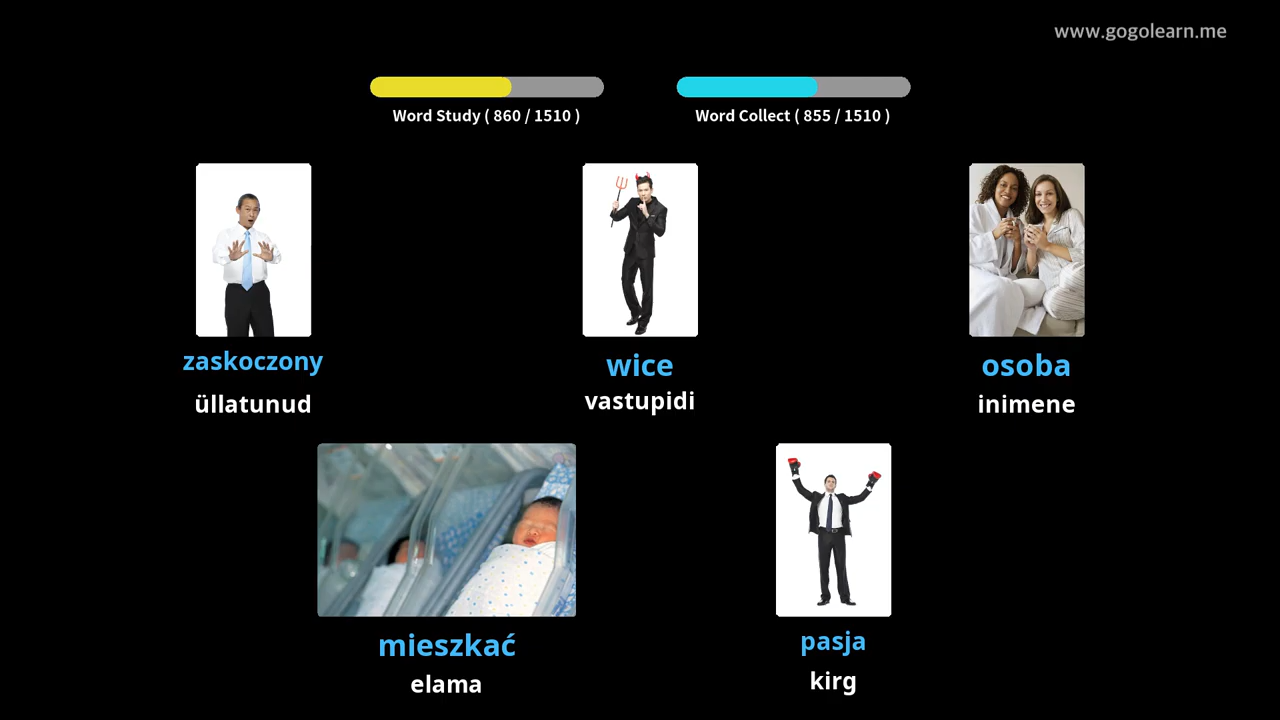 www.gogolearn.me
Word Study ( 860 / 1510 )
Word Collect ( 855 / 1510 )
zaskoczony
üllatunud
wice
vastupidi
osoba
inimene
mieszkać
elama
pasja
kirg